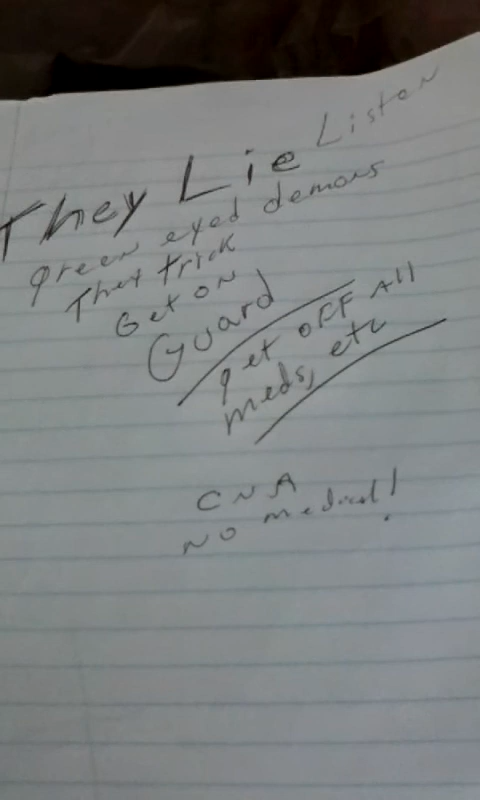 They Lie Listen
green eyed demons
That trick
Get on
Guard
get off All
meds, etc
CNA
NO medical!